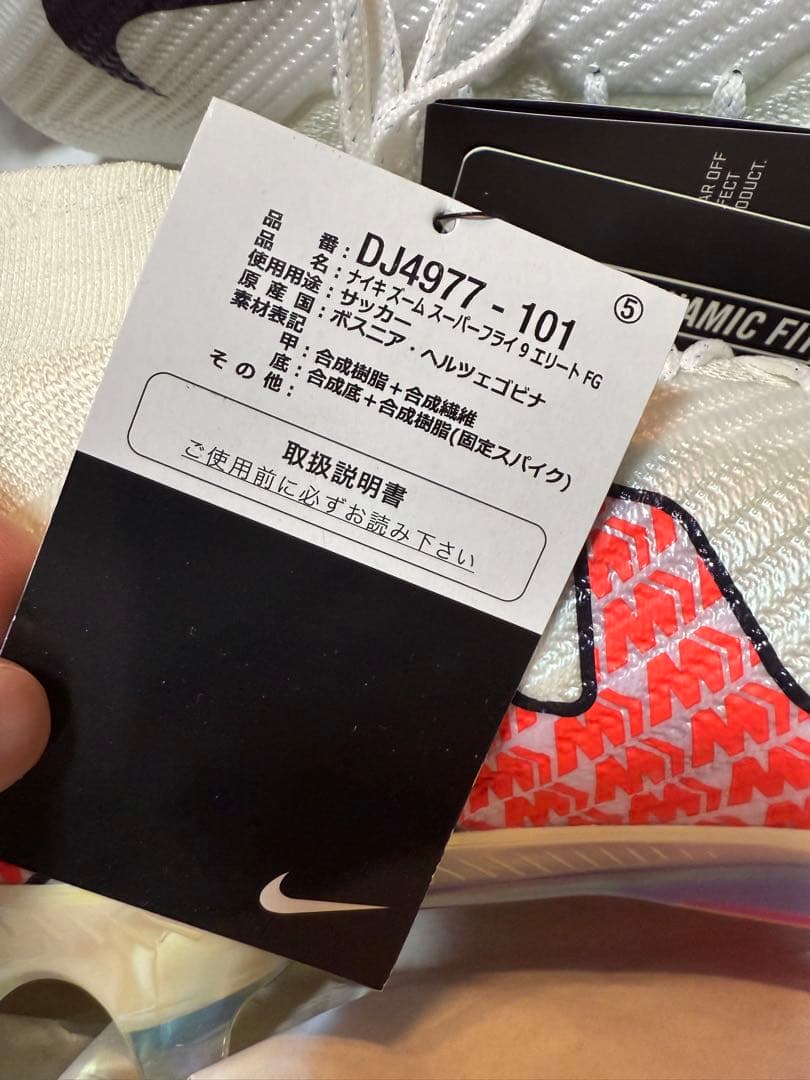 品番：DJ4977-101 ⑤
品名：ナイキ ズーム スーパーフライ 9 エリート FG
使用用途：サッカー
原産国：ボスニア・ヘルツェゴビナ
素材表記
甲：合成樹脂＋合成繊維
底：合成底＋合成樹脂(固定スパイク)
その他：
取扱説明書
ご使用前に必ずお読み下さい
OFF